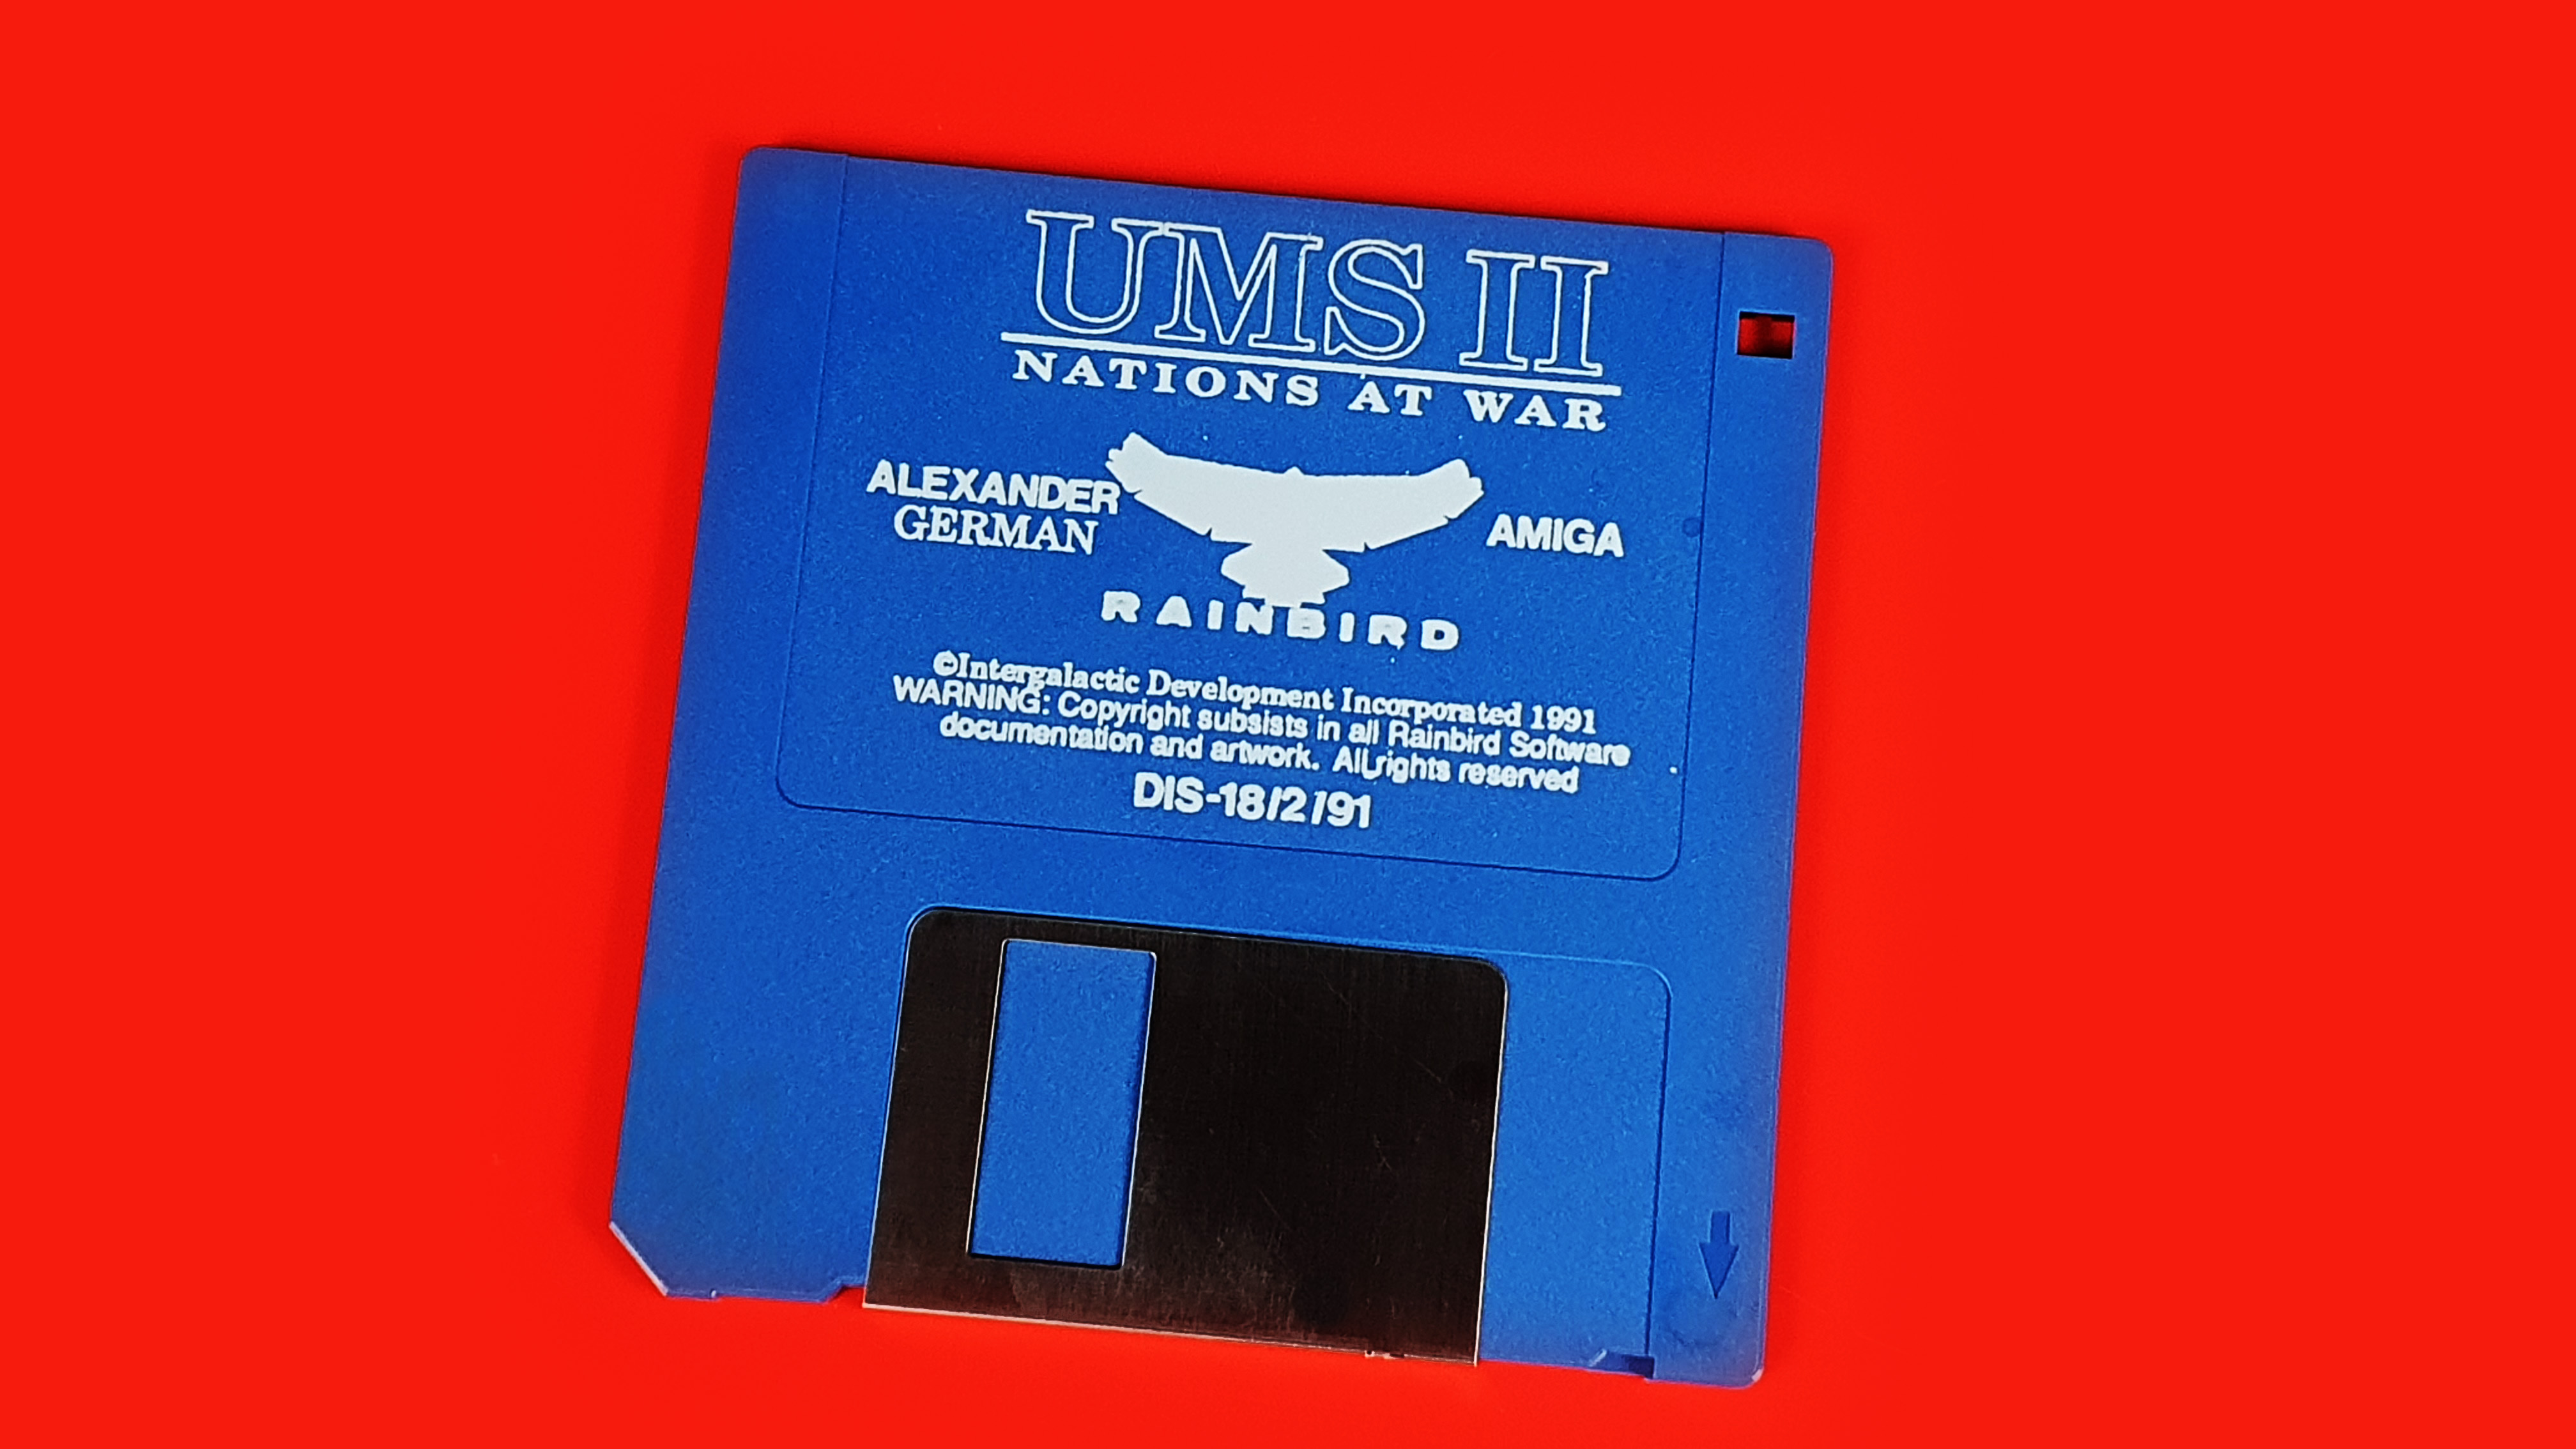 UMS II
NATIONS AT WAR
ALEXANDER
GERMAN
AMIGA
RAINBIRD
©Intergalactic Development Incorporated 1991
WARNING: Copyright subsists in all Rainbird Software
documentation and artwork. All rights reserved
DIS-18/2/91